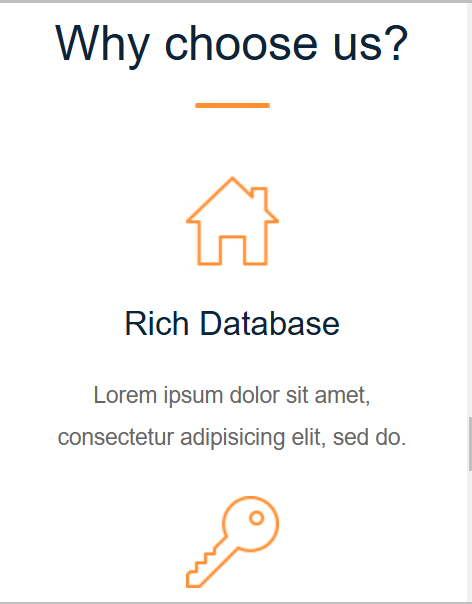 Why choose us?
Rich Database
Lorem ipsum dolor sit amet,
consectetur adipisicing elit, sed do.